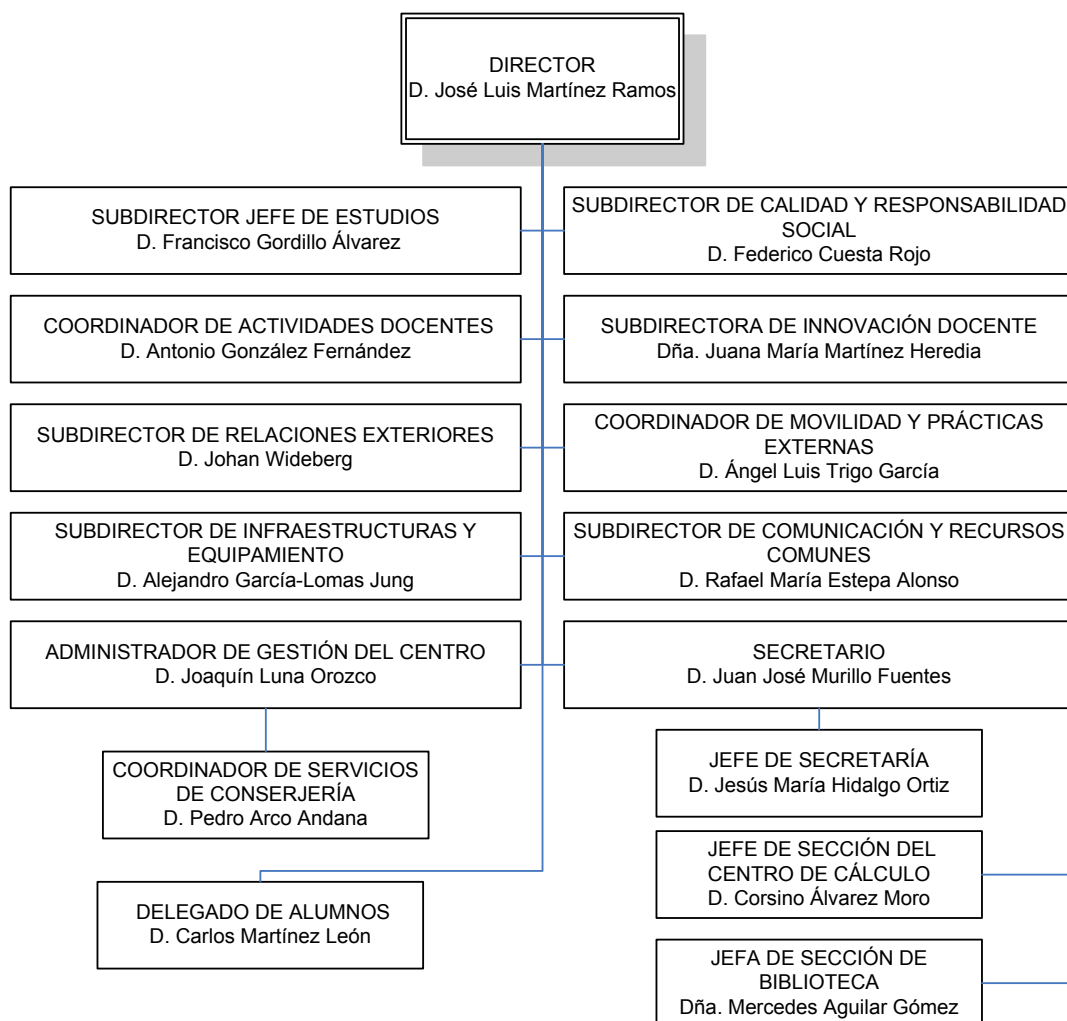 DIRECTOR
D. José Luis Martínez Ramos
SUBDIRECTOR JEFE DE ESTUDIOS
D. Francisco Gordillo Álvarez
SUBDIRECTOR DE CALIDAD Y RESPONSABILIDAD
SOCIAL
D. Federico Cuesta Rojo
COORDINADOR DE ACTIVIDADES DOCENTES
D. Antonio González Fernández
SUBDIRECTORA DE INNOVACIÓN DOCENTE
Dña. Juana María Martínez Heredia
SUBDIRECTOR DE RELACIONES EXTERIORES
D. Johan Wideberg
COORDINADOR DE MOVILIDAD Y PRÁCTICAS
EXTERNAS
D. Ángel Luis Trigo García
SUBDIRECTOR DE INFRAESTRUCTURAS Y
EQUIPAMIENTO
D. Alejandro García-Lomas Jung
SUBDIRECTOR DE COMUNICACIÓN Y RECURSOS
COMUNES
D. Rafael María Estepa Alonso
ADMINISTRADOR DE GESTIÓN DEL CENTRO
D. Joaquín Luna Orozco
SECRETARIO
D. Juan José Murillo Fuentes
COORDINADOR DE SERVICIOS
DE CONSERJERÍA
D. Pedro Arco Andana
JEFE DE SECRETARÍA
D. Jesús María Hidalgo Ortiz
JEFE DE SECCIÓN DEL
CENTRO DE CÁLCULO
D. Corsino Álvarez Moro
DELEGADO DE ALUMNOS
D. Carlos Martínez León
JEFA DE SECCIÓN DE
BIBLIOTECA
Dña. Mercedes Aguilar Gómez